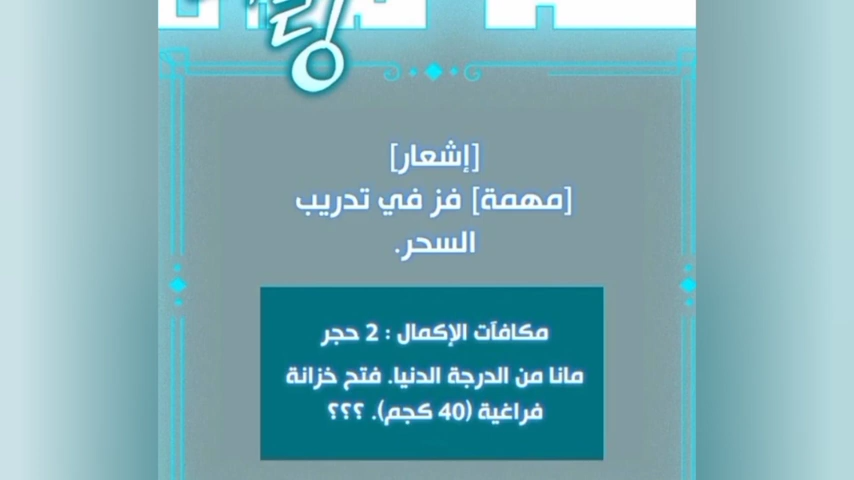 [إشعار]
[مهمة] فز في تدريب
السحر.
مكافآت الإكمال : 2 حجر
مانا من الدرجة الدنيا. فتح خزانة
فراغية (40 كجم). ؟؟؟